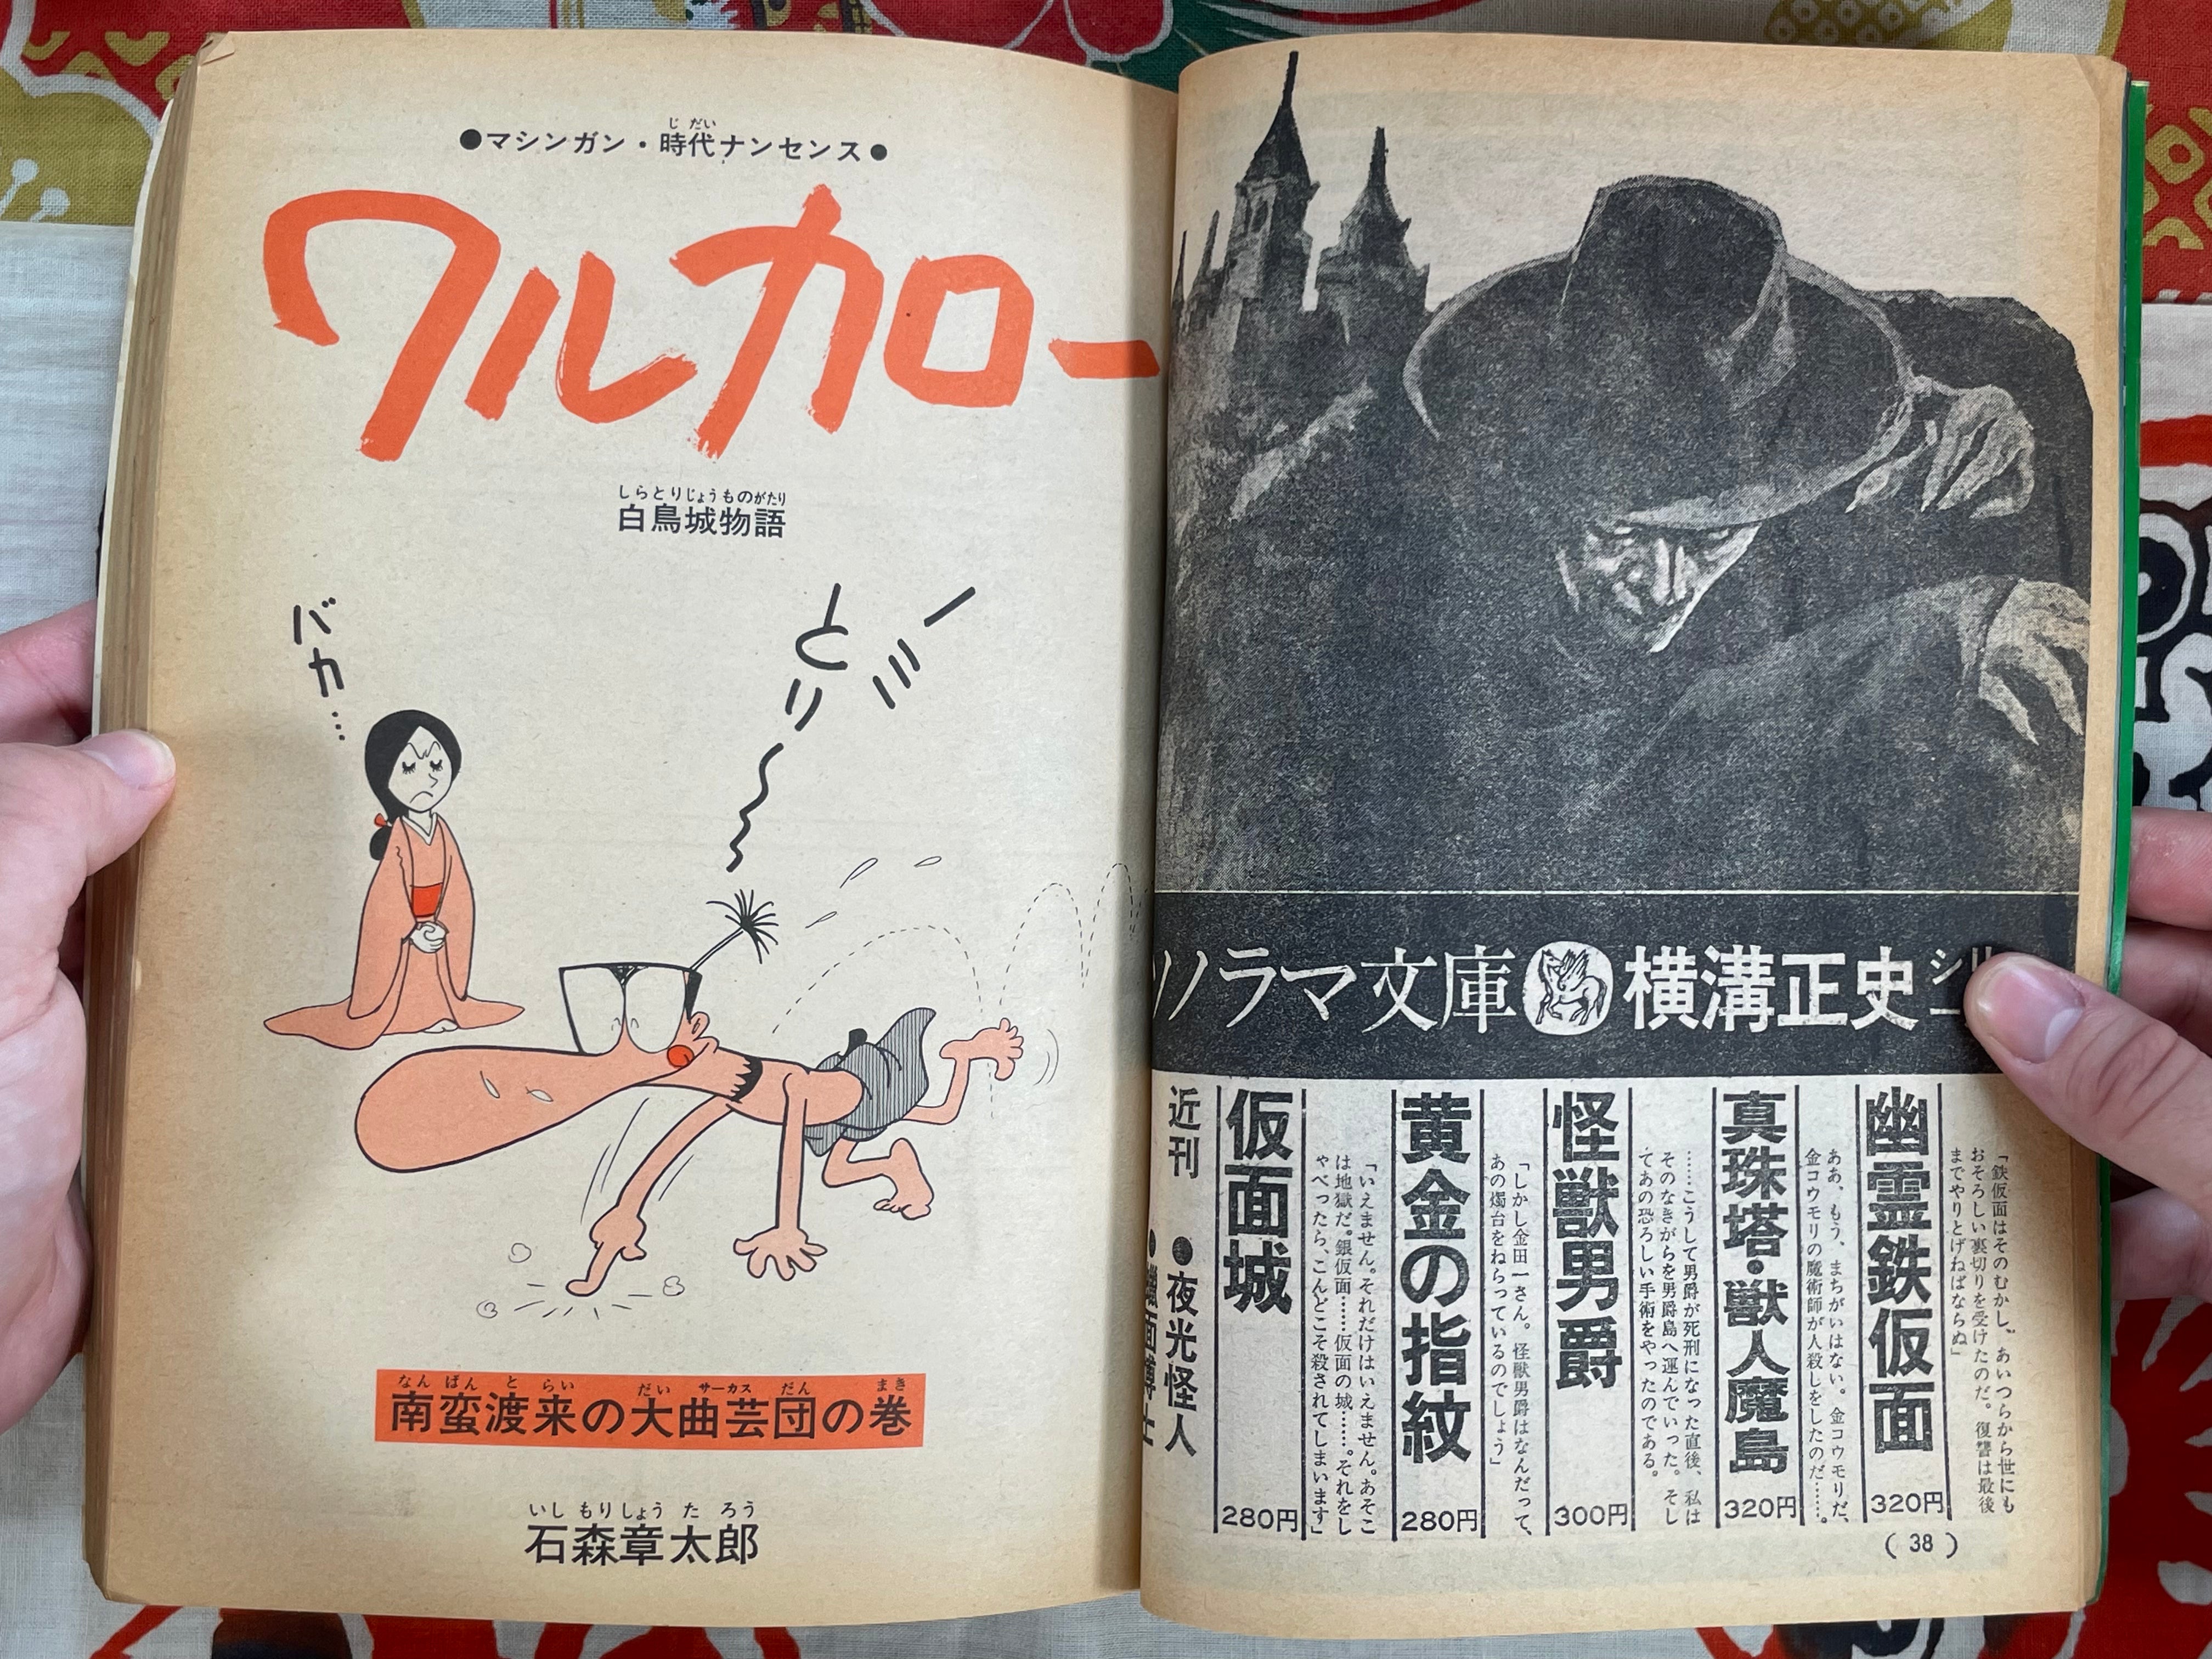 ●マシンガン・時代ナンセンス●
じだい
ワルカロー
しらとりじょうものがたり
白鳥城物語
バカ…
ミー
とり〜
なんばんとらい だいサーカスだん まき
南蛮渡来の大曲芸団の巻
いしもりしょうたろう
石森章太郎
ソノラマ文庫 横溝正史シリ
「鉄仮面はそのむかし、あいつらから世にも
おそろしい裏切りを受けたのだ。復讐は最後
までやりとげねばならぬ」
幽霊鉄仮面
320円
ああ、もう、まちがいはない。金コウモリだ、
金コウモリの魔術師が人殺しをしたのだ……。
真珠塔・獣人魔島
320円
……こうして男爵が死刑になった直後、私は
そのなきがらを男爵島へ運んでいった。そし
てあの恐ろしい手術をやったのである。
怪獣男爵
300円
「しかし金田一さん。怪獣男爵はなんだって、
あの燭台をねらっているのでしょう」
黄金の指紋
280円
「いえません。それだけはいえません。あそこ
は地獄だ。銀仮面……仮面の城……。それをし
ゃべったら、こんどこそ殺されてしまいます」
仮面城
280円
近刊
●夜光怪人
面博士
(38)